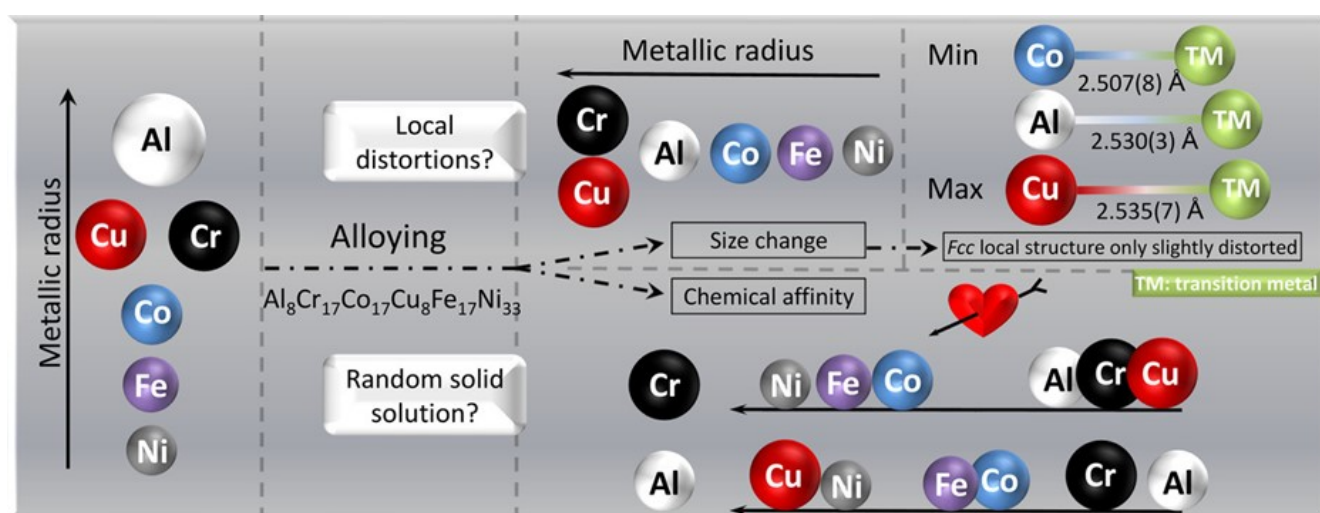 Metallic radius
Al
Cu Cr
Co
Fe
Ni
Local
distortions?
Alloying
Al₈Cr₁₇Co₁₇Cu₈Fe₁₇Ni₃₃
Random solid
solution?
Metallic radius
Cr
Cu
Al Co Fe Ni
Min Co TM
2.507(8) Å
Al TM
2.530(3) Å
Max Cu TM
2.535(7) Å
Size change
Fcc local structure only slightly distorted
Chemical affinity
TM: transition metal
Cr Ni Fe Co Al Cr Cu
Al Cu Ni Fe Co Cr Al